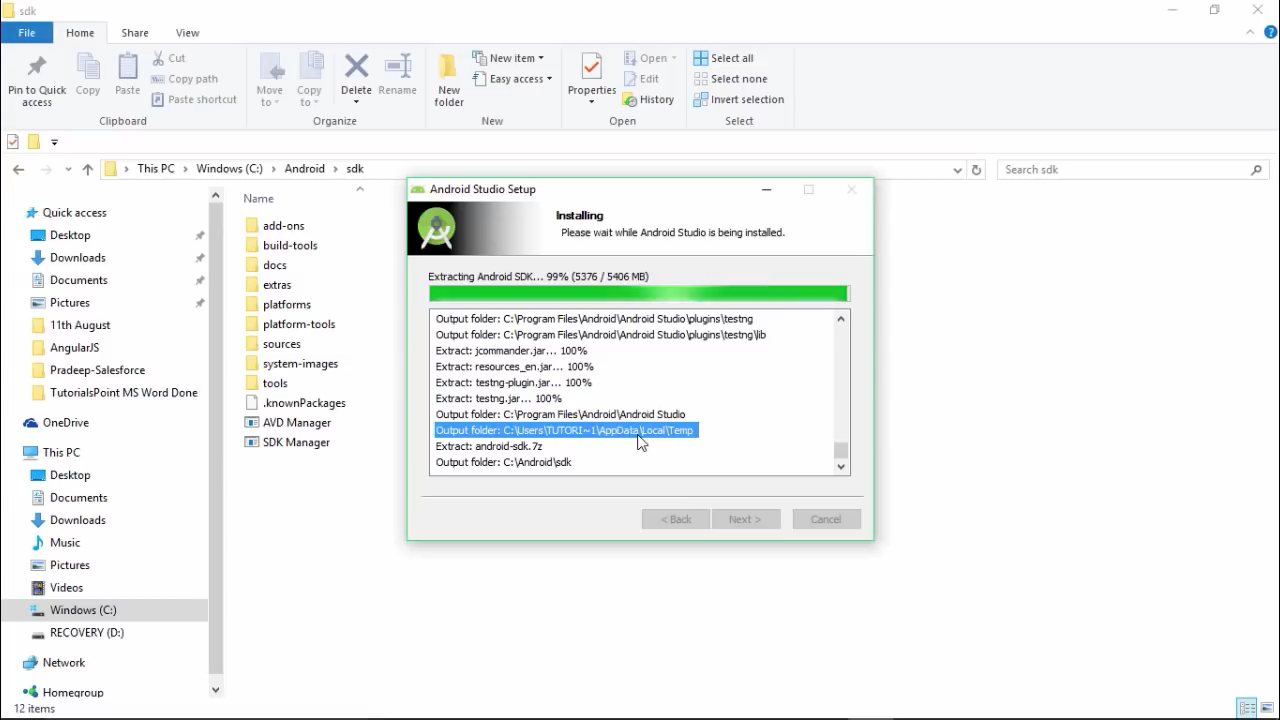 sdk
File Home Share View
Pin to Quick access
Copy
Paste
Cut
Copy path
Paste shortcut
Clipboard
Move to
Copy to
Delete
Rename
Organize
New folder
New item
Easy access
New
Properties
Open
Edit
History
Open
Select all
Select none
Invert selection
Select
This PC Windows (C:) Android sdk
Search sdk
Quick access
Desktop
Downloads
Documents
Pictures
11th August
AngularJS
Pradeep-Salesforce
TutorialsPoint MS Word Done
OneDrive
This PC
Desktop
Documents
Downloads
Music
Pictures
Videos
Windows (C:)
RECOVERY (D:)
Network
Homegroup
12 items
Name
add-ons
build-tools
docs
extras
platforms
platform-tools
sources
system-images
tools
.knownPackages
AVD Manager
SDK Manager
Android Studio Setup
Installing
Please wait while Android Studio is being installed.
Extracting Android SDK... 99% (5376 / 5406 MB)
Output folder: C:\Program Files\Android\Android Studio\plugins\testng
Output folder: C:\Program Files\Android\Android Studio\plugins\testng\lib
Extract: jcommander.jar... 100%
Extract: resources_en.jar... 100%
Extract: testng-plugin.jar... 100%
Extract: testng.jar... 100%
Output folder: C:\Program Files\Android\Android Studio
Output folder: C:\Users\TUTORI~1\AppData\Local\Temp
Extract: android-sdk.7z
Output folder: C:\Android\sdk
< Back Next > Cancel